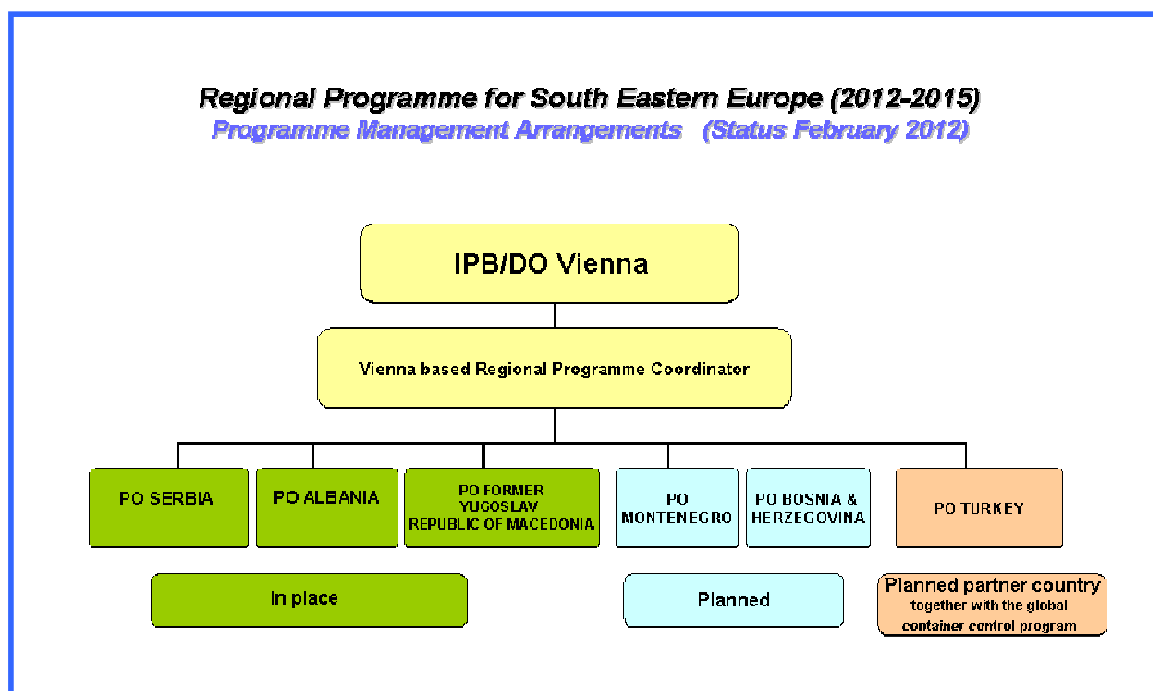 Regional Programme for South Eastern Europe (2012-2015)
Programme Management Arrangements (Status February 2012)
IPB/DO Vienna
Vienna based Regional Programme Coordinator
PO SERBIA
PO ALBANIA
PO FORMER
YUGOSLAV
REPUBLIC OF MACEDONIA
PO
MONTENEGRO
PO BOSNIA &
HERZEGOVINA
PO TURKEY
In place
Planned
Planned partner country
together with the global
container control program